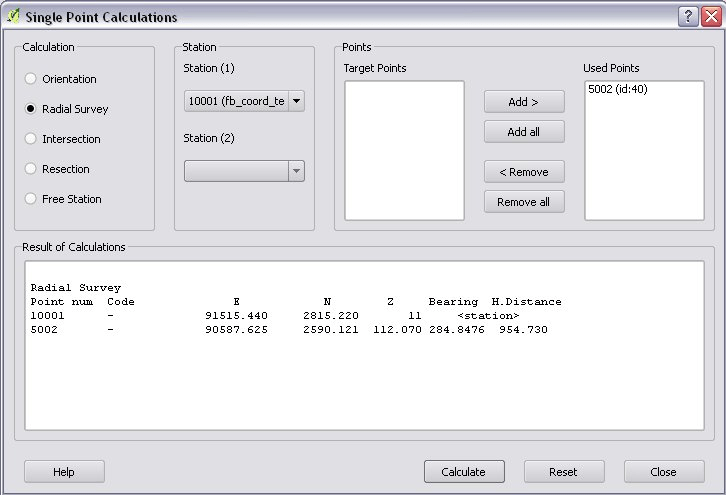 Single Point Calculations
Calculation
Orientation
Radial Survey
Intersection
Resection
Free Station
Station
Station (1)
10001 (fb_coord_te
Station (2)
Points
Target Points
Add >
Add all
< Remove
Remove all
Used Points
5002 (id:40)
Result of Calculations
Radial Survey
Point num Code E N Z Bearing H.Distance
10001 - 91515.440 2815.220 11 <station>
5002 - 90587.625 2590.121 112.070 284.8476 954.730
Help
Calculate
Reset
Close